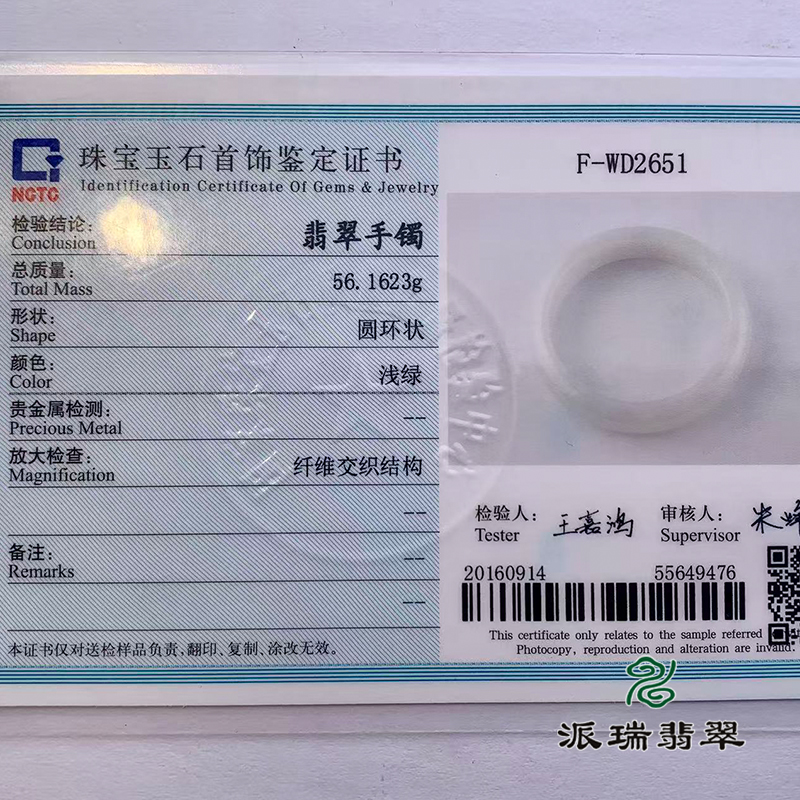 珠宝玉石首饰鉴定证书
Identification Certificate Of Gems & Jewelry
NGTC
检验结论: 翡翠手镯
Conclusion
总质量: 56.1623g
Total Mass
形状: 圆环状
Shape
颜色: 浅绿
Color
贵金属检测: --
Precious Metal
放大检查: 纤维交织结构
Magnification
--
备注: --
Remarks
--
本证书仅对送检样品负责,翻印、复制、涂改无效。
F-WD2651
检验人: 王嘉鸿 审核人:
Tester Supervisor
20160914 55649476
This certificate only relates to the sample referred
Photocopy, reproduction and alteration are invalid.
派瑞翡翠